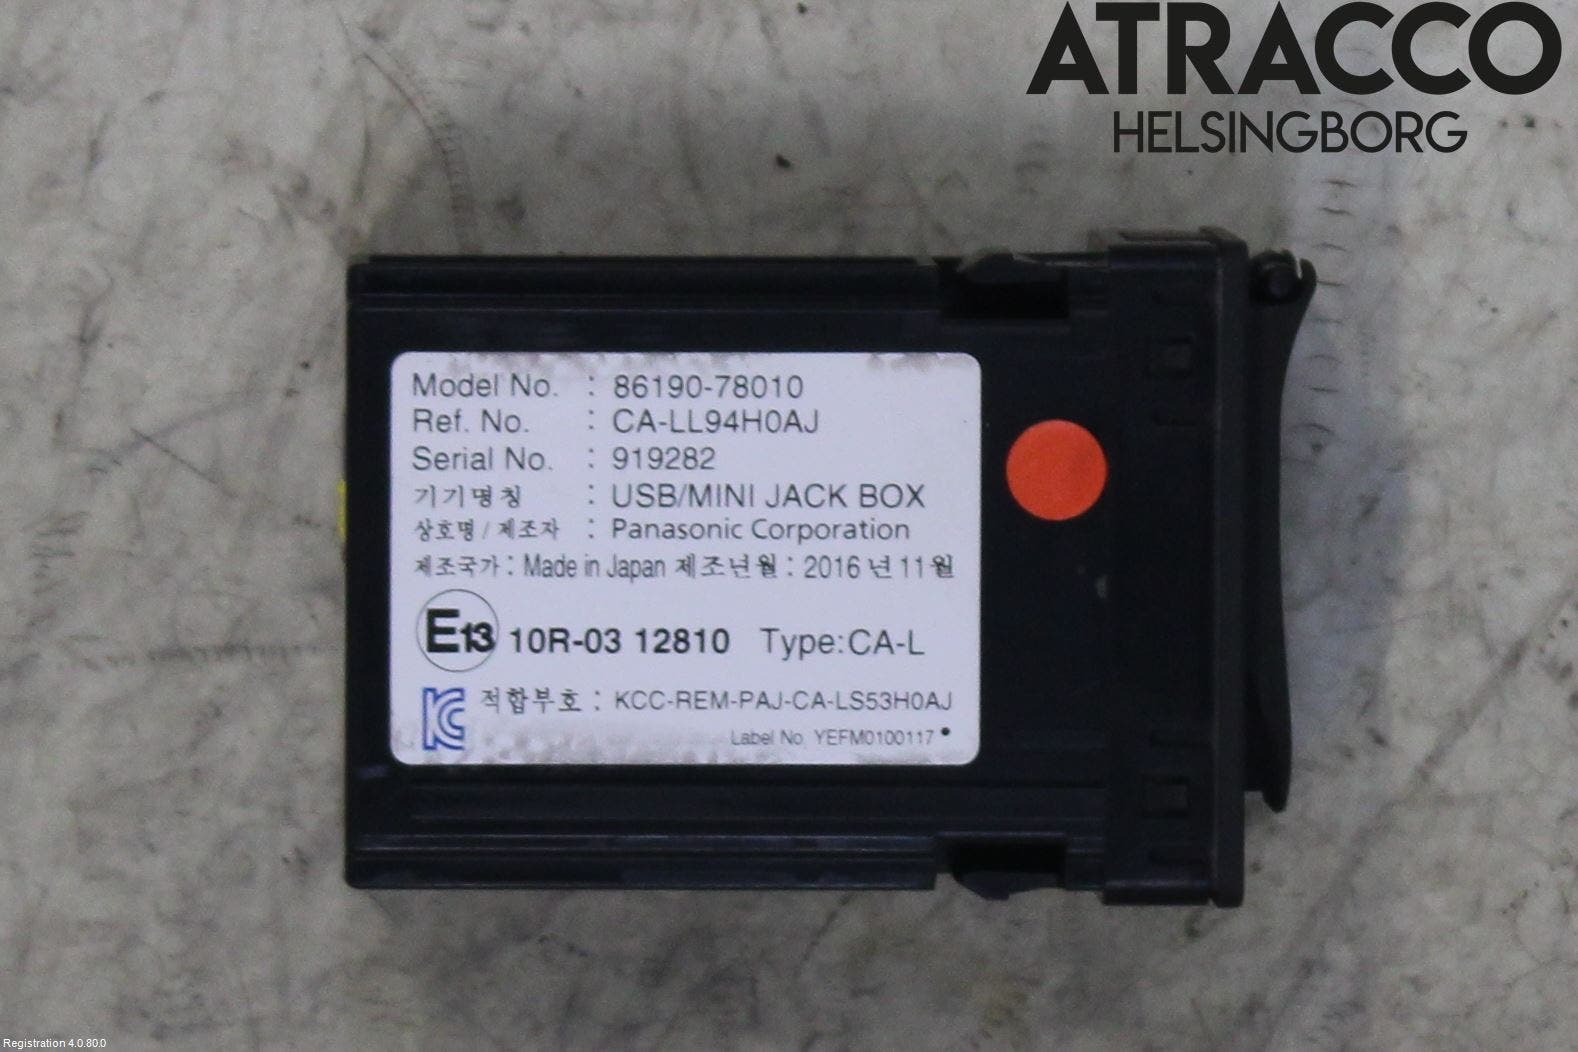 ATRACCO
HELSINGBORG
Model No. : 86190-78010
Ref. No. : CA-LL94H0AJ
Serial No. : 919282
기기명칭 : USB/MINI JACK BOX
상호명 / 제조자 : Panasonic Corporation
제조국가 : Made in Japan 제조년월 : 2016 년 11 월
E13 10R-03 12810 Type:CA-L
적합부호 : KCC-REM-PAJ-CA-LS53H0AJ
Label No. YEFM0100117
Registration 4.0.80.0